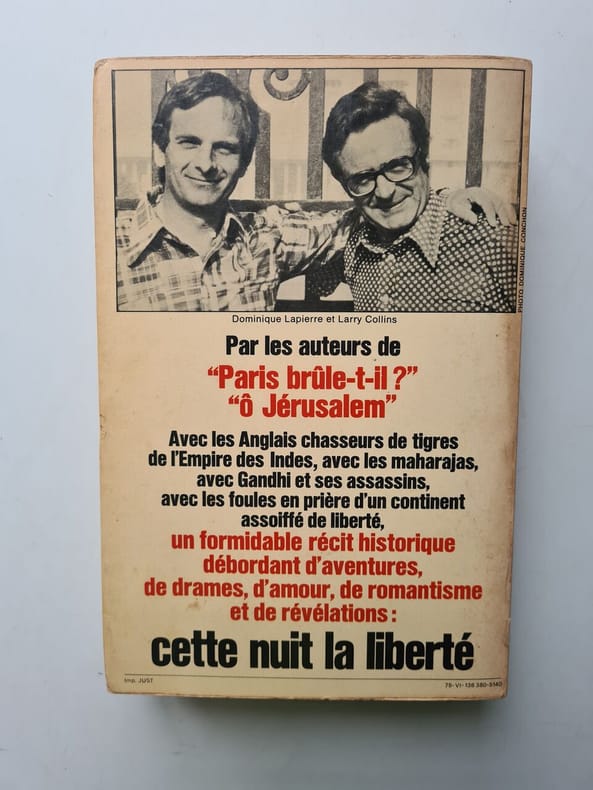 PHOTO DOMINIQUE CONCHON
Dominique Lapierre et Larry Collins
Par les auteurs de
“Paris brûle-t-il ?”
“ô Jérusalem”
Avec les Anglais chasseurs de tigres
de l’Empire des Indes, avec les maharajas,
avec Gandhi et ses assassins,
avec les foules en prière d’un continent
assoiffé de liberté,
un formidable récit historique
débordant d’aventures,
de drames, d’amour, de romantisme
et de révélations :
cette nuit la liberté
Imp. JUST
75-VI-138 380-5140